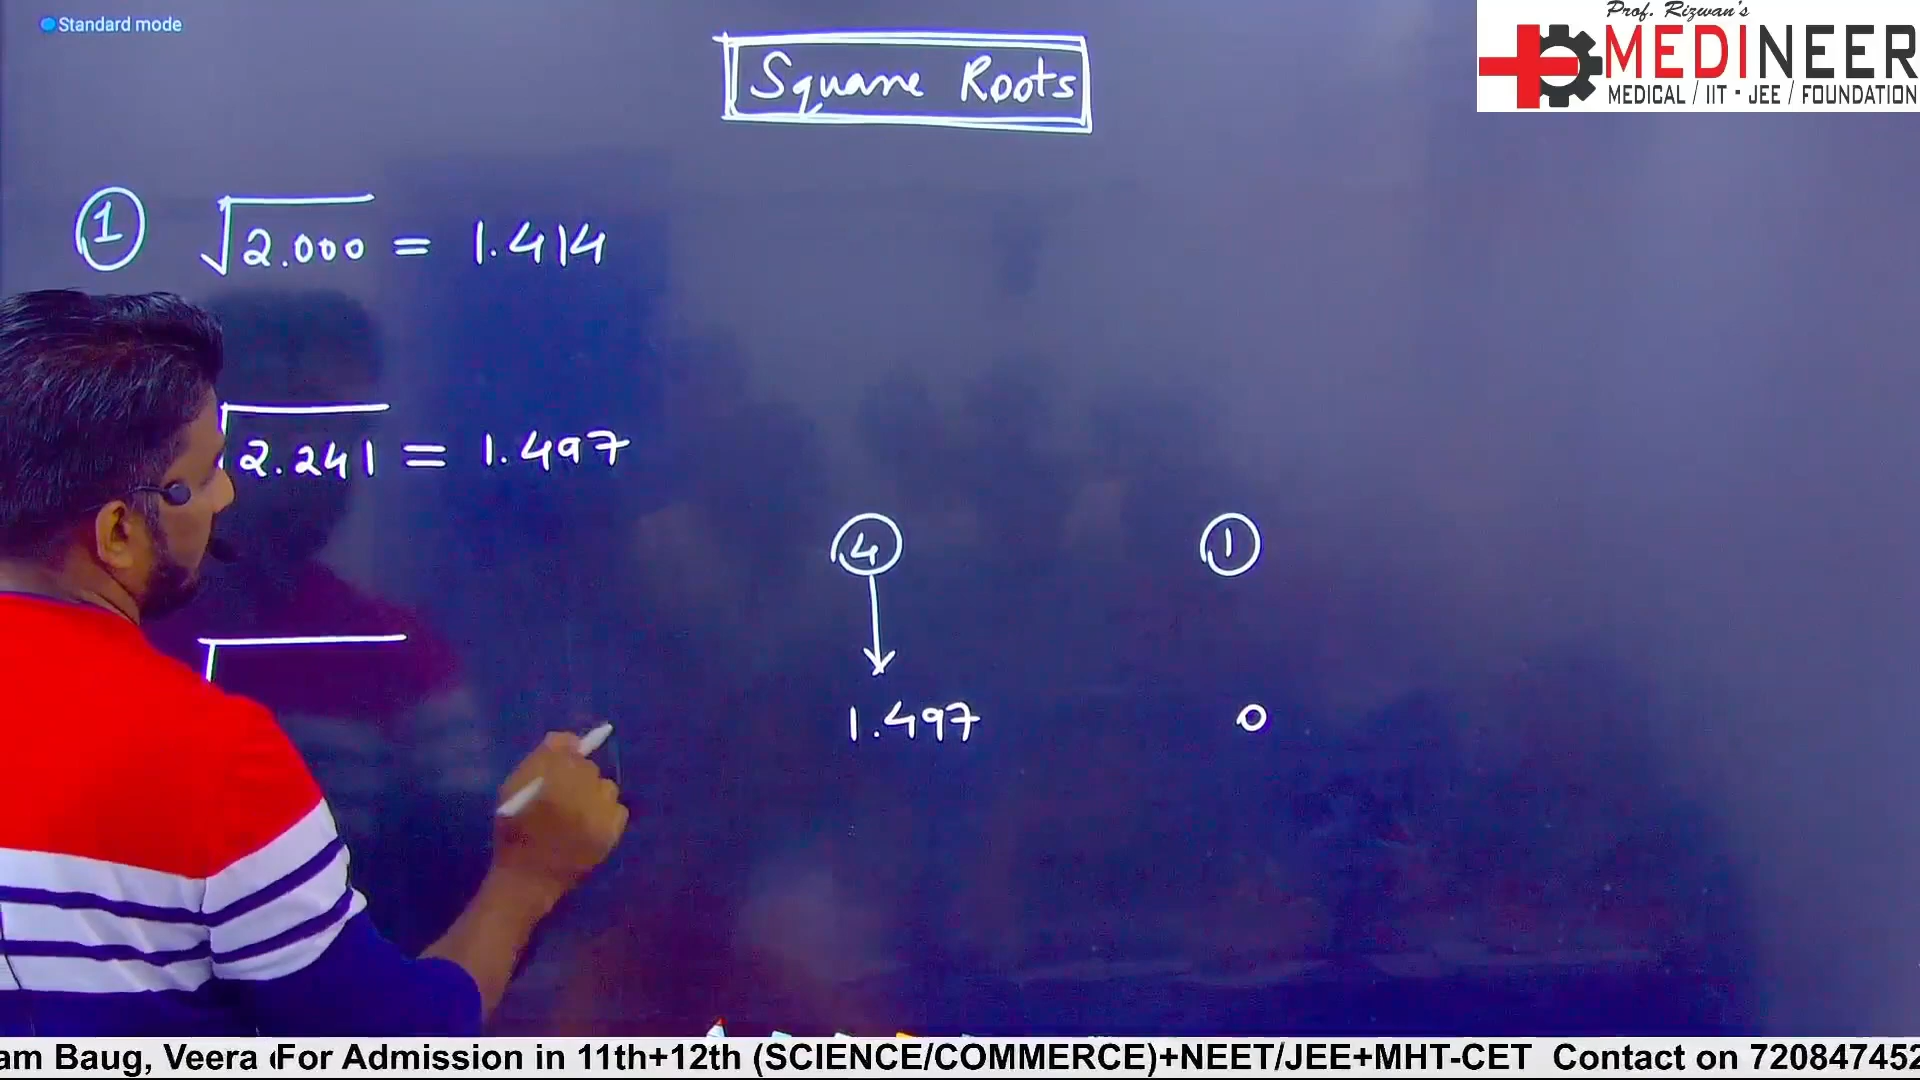 Standard mode
Prof. Rizwan's
MEDINEER
MEDICAL / IIT - JEE / FOUNDATION
Square Roots
① √2.000 = 1.414
√2.241 = 1.497
④ ①
1.497 0
am Baug, Veera For Admission in 11th+12th (SCIENCE/COMMERCE)+NEET/JEE+MHT-CET Contact on 720847452